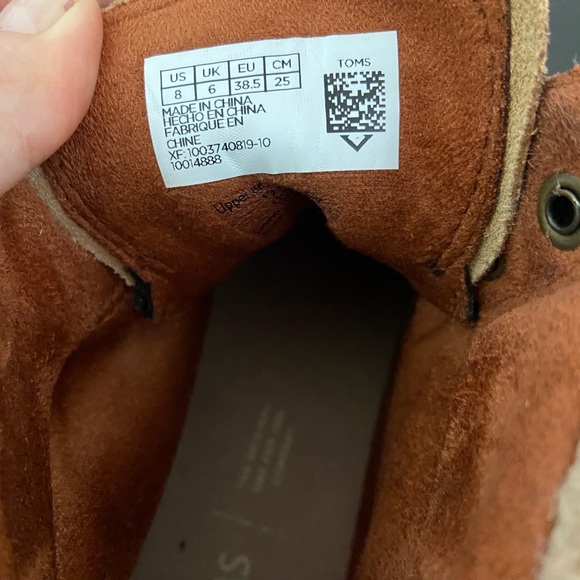 US UK EU CM
8 6 38.5 25
MADE IN CHINA
HECHO EN CHINA
FABRIQUE EN
CHINE
XF: 1003740819-10
10014888
TOMS
Upper